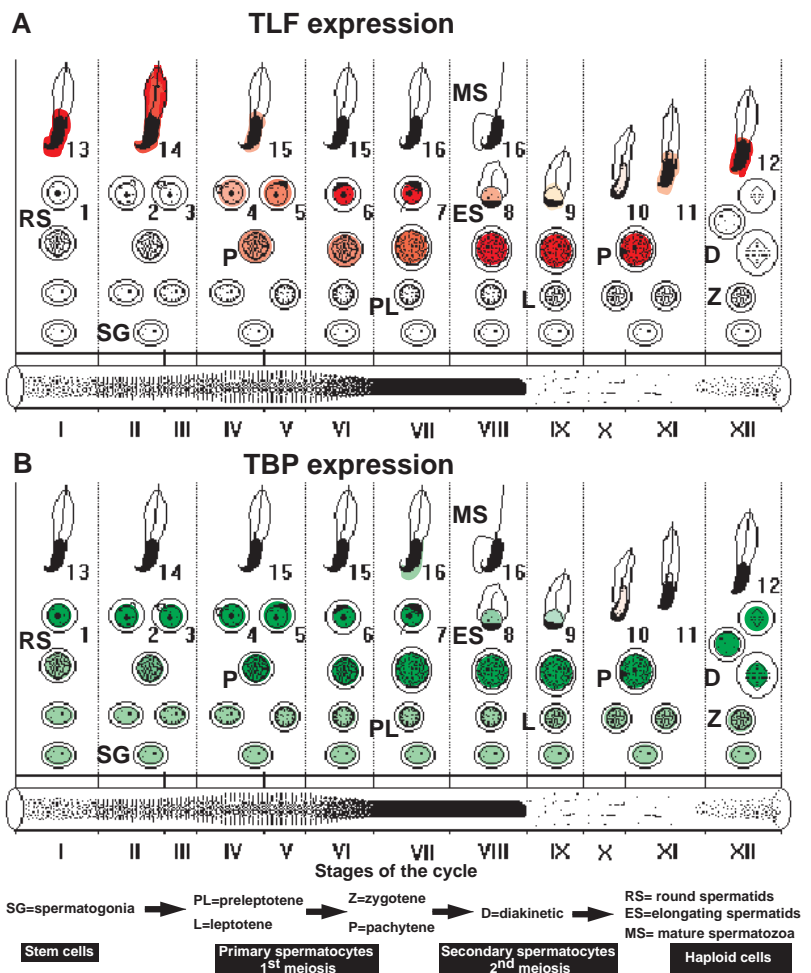 A TLF expression
MS
13 14 15 15 16 16 12
RS 1 2 3 4 5 6 7 ES 8 9 10 11
P P D
PL L Z
SG
I II III IV V VI VII VIII IX X XI XII
B TBP expression
MS
13 14 15 15 16 16 12
RS 1 2 3 4 5 6 7 ES 8 9 10 11
P P D
PL L Z
SG
I II III IV V VI VII VIII IX X XI XII
Stages of the cycle
SG=spermatogonia
PL=preleptotene
L=leptotene
Z=zygotene
P=pachytene
D=diakinetic
RS= round spermatids
ES=elongating spermatids
MS= mature spermatozoa
Stem cells
Primary spermatocytes
1st meiosis
Secondary spermatocytes
2nd meiosis
Haploid cells